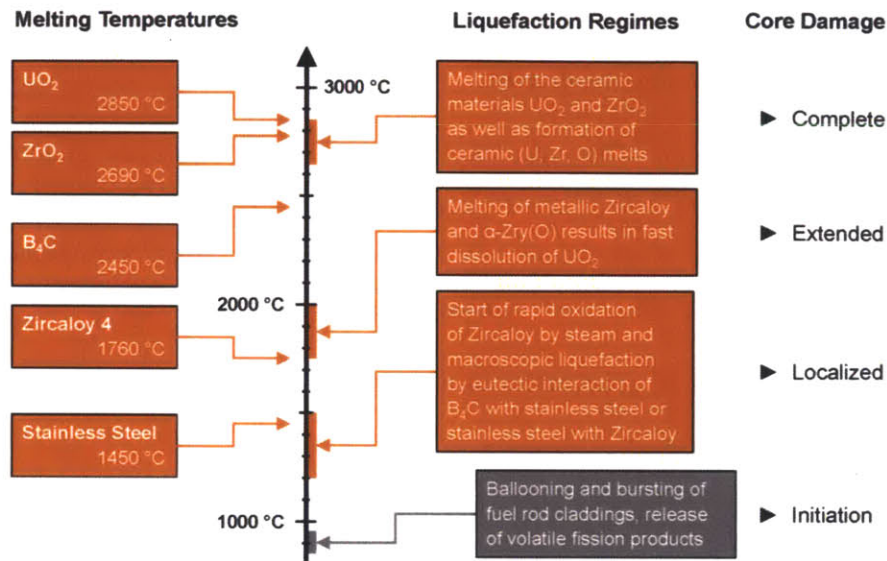 Melting Temperatures
Liquefaction Regimes
Core Damage
UO₂
2850 °C
ZrO₂
2690 °C
B₄C
2450 °C
Zircaloy 4
1760 °C
Stainless Steel
1450 °C
3000 °C
2000 °C
1000 °C
Melting of the ceramic
materials UO₂ and ZrO₂
as well as formation of
ceramic (U, Zr, O) melts
Complete
Melting of metallic Zircaloy
and α-Zry(O) results in fast
dissolution of UO₂
Extended
Start of rapid oxidation
of Zircaloy by steam and
macroscopic liquefaction
by eutectic interaction of
B₄C with stainless steel or
stainless steel with Zircaloy
Localized
Ballooning and bursting of
fuel rod claddings, release
of volatile fission products
Initiation